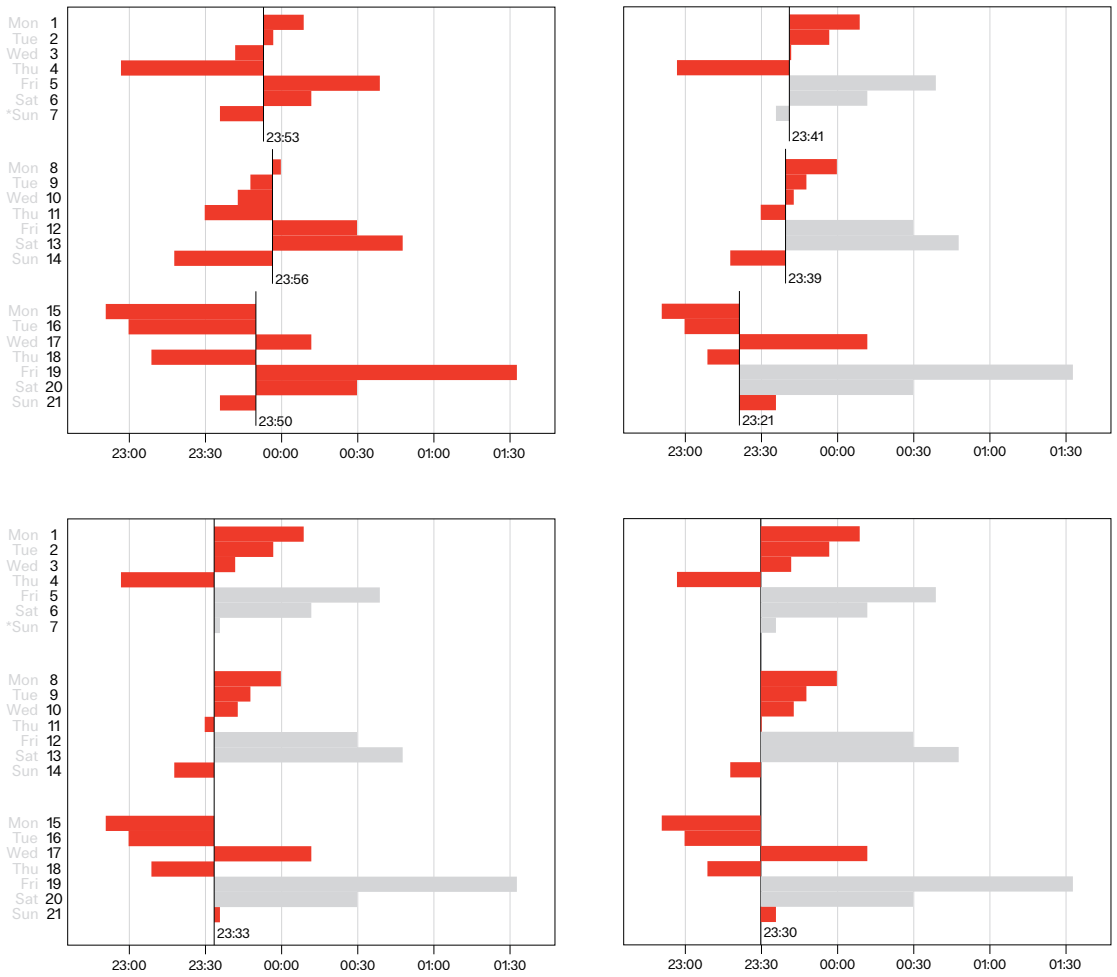 Mon 1
Tue 2
Wed 3
Thu 4
Fri 5
Sat 6
*Sun 7
23:53
23:41
Mon 8
Tue 9
Wed 10
Thu 11
Fri 12
Sat 13
Sun 14
23:56
23:39
Mon 15
Tue 16
Wed 17
Thu 18
Fri 19
Sat 20
Sun 21
23:50
23:21
23:00 23:30 00:00 00:30 01:00 01:30
23:00 23:30 00:00 00:30 01:00 01:30
Mon 1
Tue 2
Wed 3
Thu 4
Fri 5
Sat 6
*Sun 7
Mon 8
Tue 9
Wed 10
Thu 11
Fri 12
Sat 13
Sun 14
Mon 15
Tue 16
Wed 17
Thu 18
Fri 19
Sat 20
Sun 21
23:33
23:30
23:00 23:30 00:00 00:30 01:00 01:30
23:00 23:30 00:00 00:30 01:00 01:30